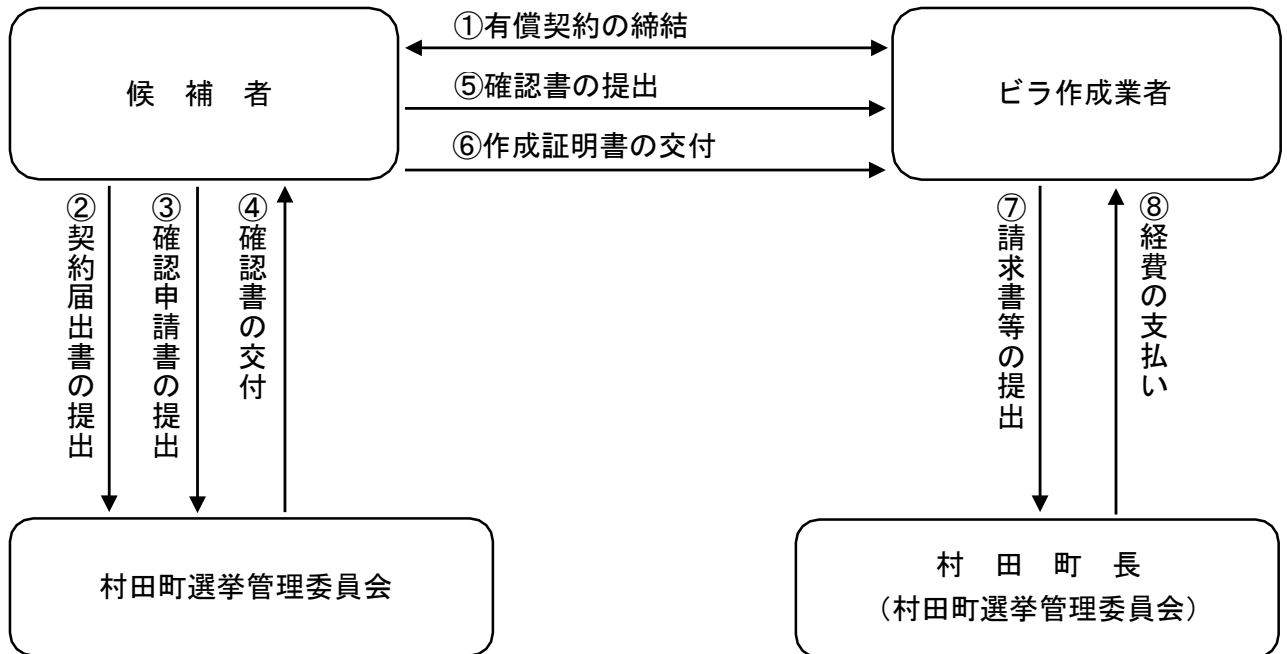 ①有償契約の締結
候　補　者
⑤確認書の提出
ビラ作成業者
⑥作成証明書の交付
②契約届出書の提出
③確認申請書の提出
④確認書の交付
⑦請求書等の提出
⑧経費の支払い
村田町選挙管理委員会
村　田　町　長
（村田町選挙管理委員会）